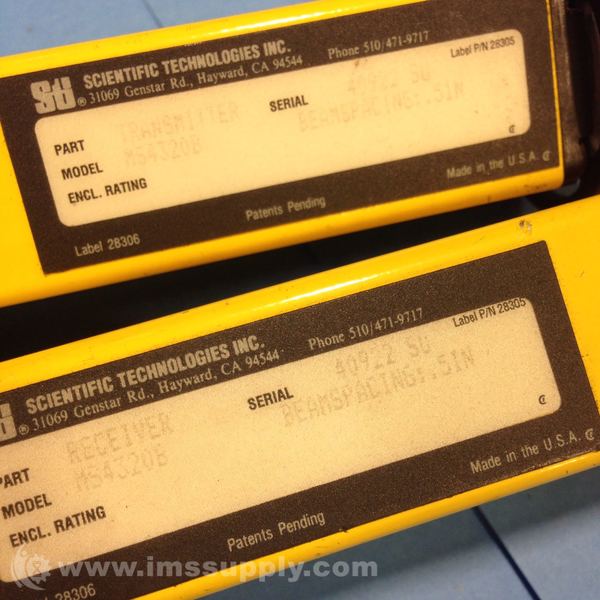 STi SCIENTIFIC TECHNOLOGIES INC.
® 31069 Genstar Rd., Hayward, CA 94544 Phone 510/471-9717 Label P/N 28305
PART TRANSMITTER SERIAL 40922 SU
MODEL MS4320B BEAMSPACING:.5IN
ENCL. RATING
Made in the U.S.A.
Label 28306 Patents Pending
SCIENTIFIC TECHNOLOGIES INC.
® 31069 Genstar Rd., Hayward, CA 94544 Phone 510/471-9717 Label P/N 28305
PART RECEIVER SERIAL 40922 SU
MODEL MS4320B BEAMSPACING:.5IN
ENCL. RATING
Made in the U.S.A.
28306 Patents Pending
© www.imssupply.com